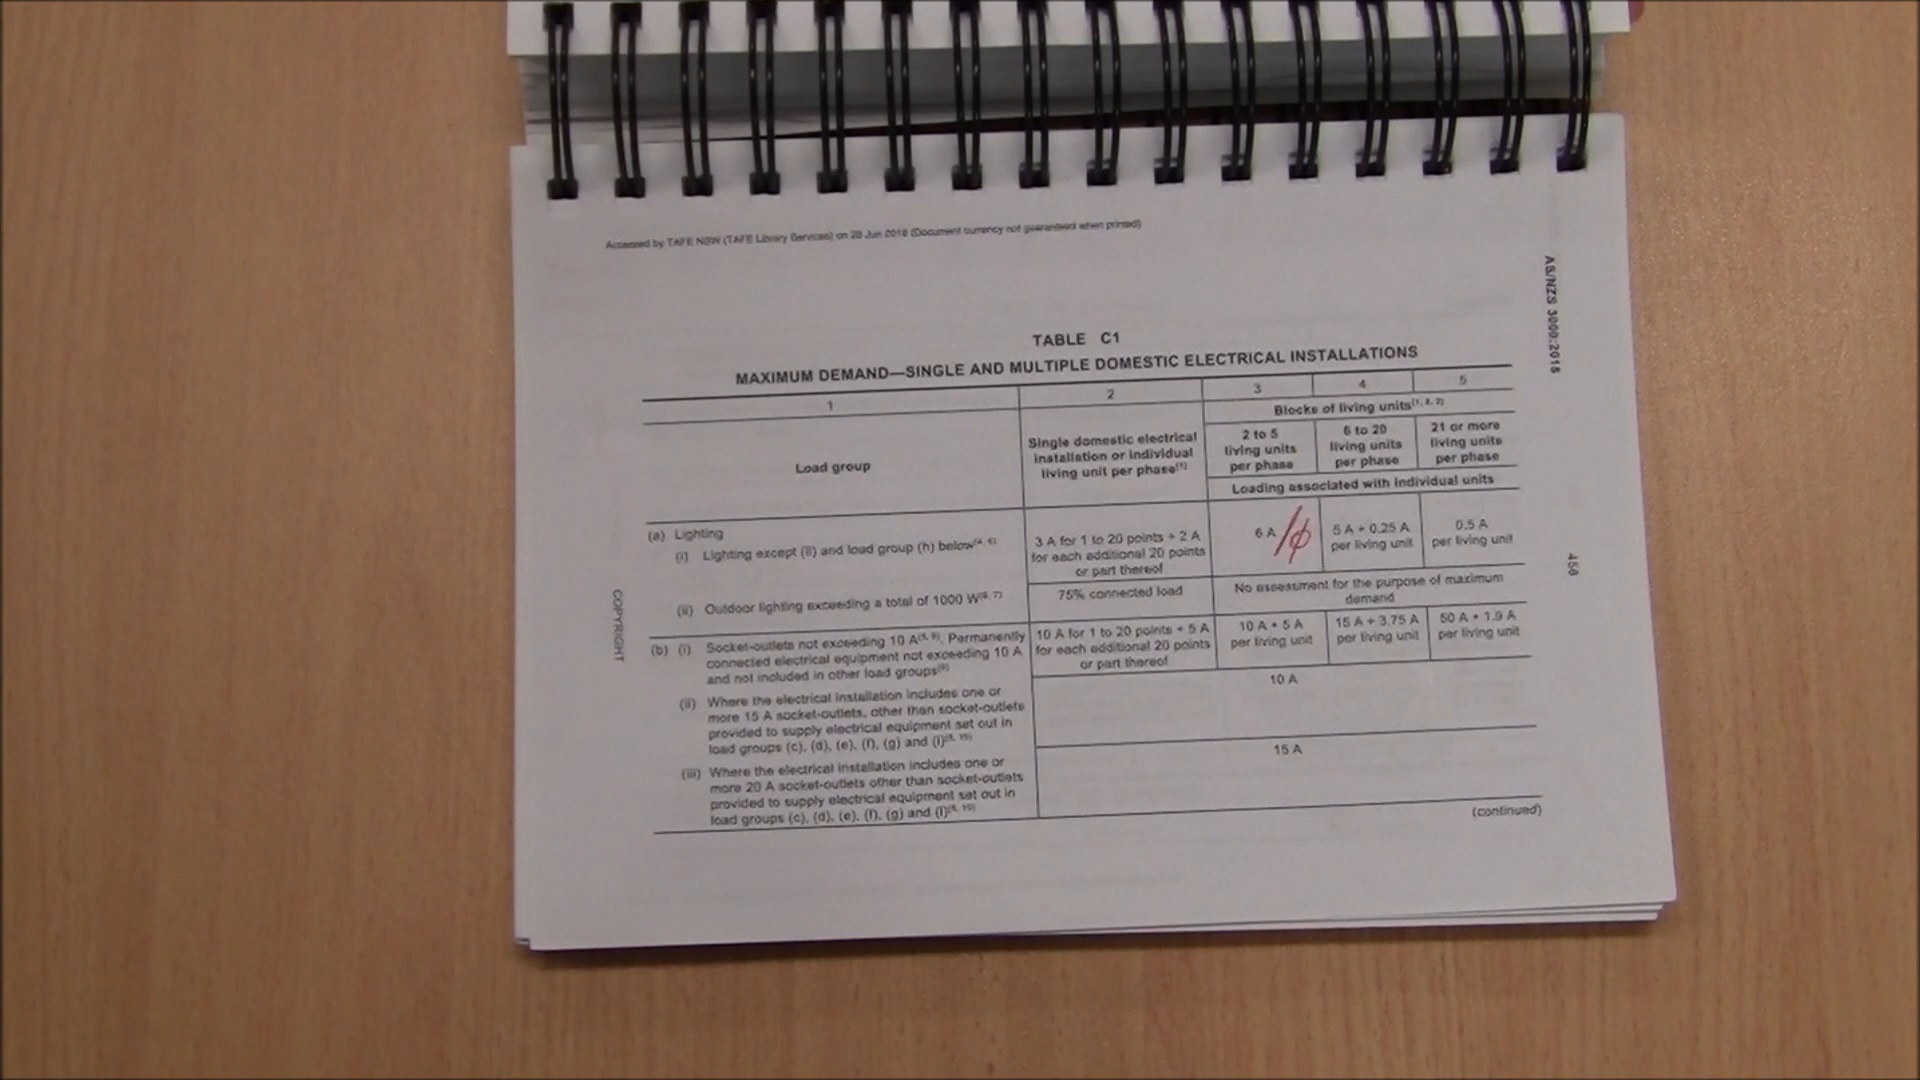 Accessed by TAFE NSW (TAFE Library Services) on 28 Jun 2018 (Document currency not guaranteed when printed)
AS/NZS 3000:2018
TABLE C1
MAXIMUM DEMAND—SINGLE AND MULTIPLE DOMESTIC ELECTRICAL INSTALLATIONS
1 2 3 4 5
Load group
Single domestic electrical
installation or individual
living unit per phase(1)
Blocks of living units
2 to 5
living units
per phase
6 to 20
living units
per phase
21 or more
living units
per phase
Loading associated with individual units
(a) Lighting
(i) Lighting except (ii) and load group (h) below
3 A for 1 to 20 points + 2 A
for each additional 20 points
or part thereof
6 A /ϕ
5 A + 0.25 A
per living unit
0.5 A
per living unit
(ii) Outdoor lighting exceeding a total of 1000 W
75% connected load
No assessment for the purpose of maximum
demand
(b) (i) Socket-outlets not exceeding 10 A Permanently
connected electrical equipment not exceeding 10 A
and not included in other load groups
10 A for 1 to 20 points + 5 A
for each additional 20 points
or part thereof
10 A + 5 A
per living unit
15 A + 3.75 A
per living unit
50 A + 1.9 A
per living unit
(ii) Where the electrical installation includes one or
more 15 A socket-outlets, other than socket-outlets
provided to supply electrical equipment set out in
load groups (c), (d), (e), (f), (g) and (i)
10 A
(iii) Where the electrical installation includes one or
more 20 A socket-outlets other than socket-outlets
provided to supply electrical equipment set out in
load groups (c), (d), (e), (f), (g) and (i)
15 A
(continued)
COPYRIGHT